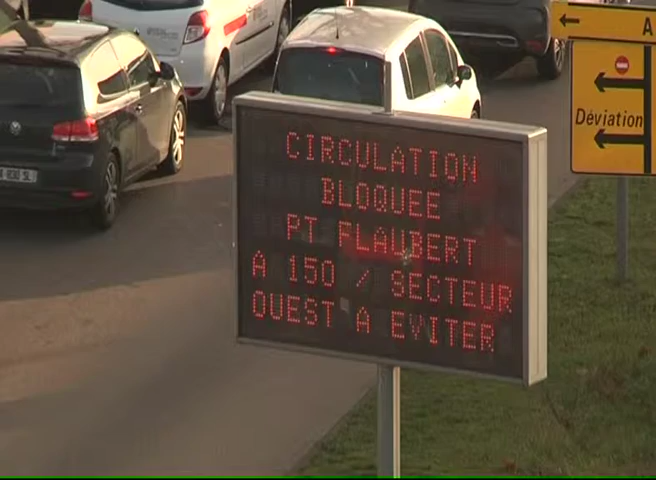 CIRCULATION
BLOQUEE
PT FLAUBERT
A 150 / SECTEUR
OUEST A EVITER
A
Déviation